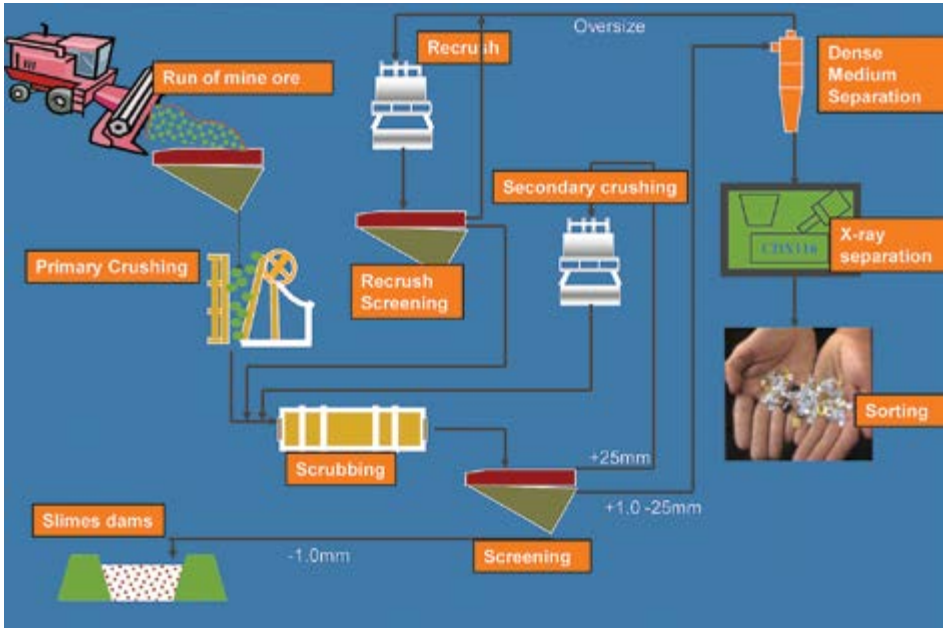 Oversize
Recrush
Dense
Medium
Separation
Run of mine ore
Secondary crushing
X-ray
separation
Primary Crushing
Recrush
Screening
Sorting
Scrubbing
+25mm
+1.0 -25mm
Slimes dams
-1.0mm
Screening